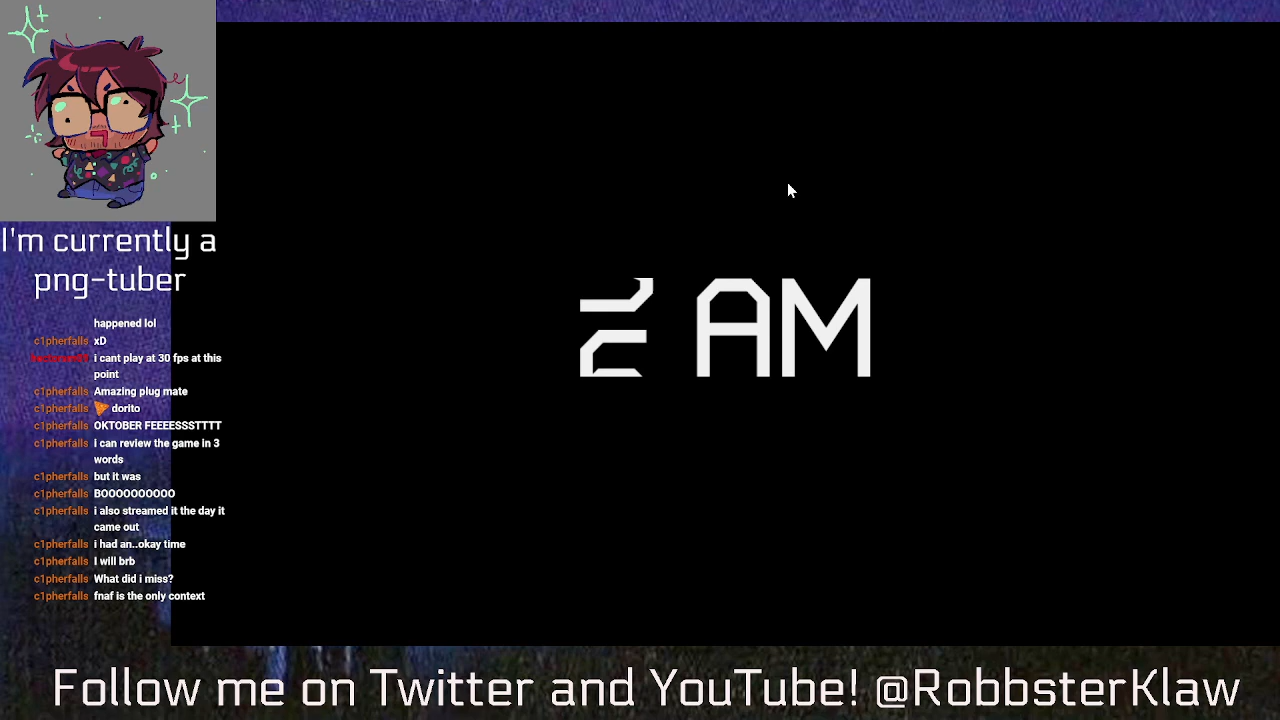 I'm currently a
png-tuber
happened lol
c1pherfalls xD
i cant play at 30 fps at this
point
c1pherfalls Amazing plug mate
c1pherfalls dorito
c1pherfalls OKTOBER FEEEESSSTTTT
c1pherfalls i can review the game in 3
words
c1pherfalls but it was
c1pherfalls BOOOOOOOOOO
c1pherfalls i also streamed it the day it
came out
c1pherfalls i had an..okay time
c1pherfalls I will brb
c1pherfalls What did i miss?
c1pherfalls fnaf is the only context
2 AM
Follow me on Twitter and YouTube! @RobbsterKlaw